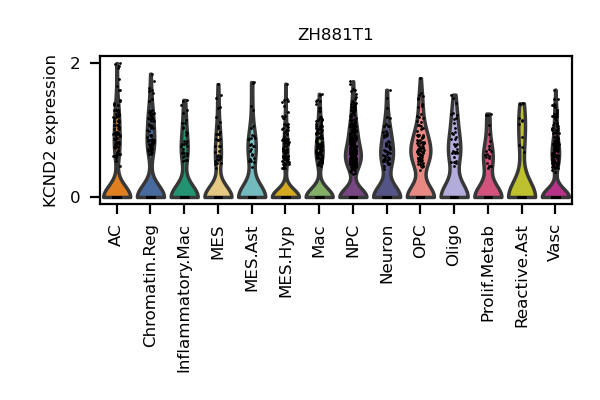 ZH881T1
KCND2 expression
2
0
AC
Chromatin.Reg
Inflammatory.Mac
MES
MES.Ast
MES.Hyp
Mac
NPC
Neuron
OPC
Oligo
Prolif.Metab
Reactive.Ast
Vasc